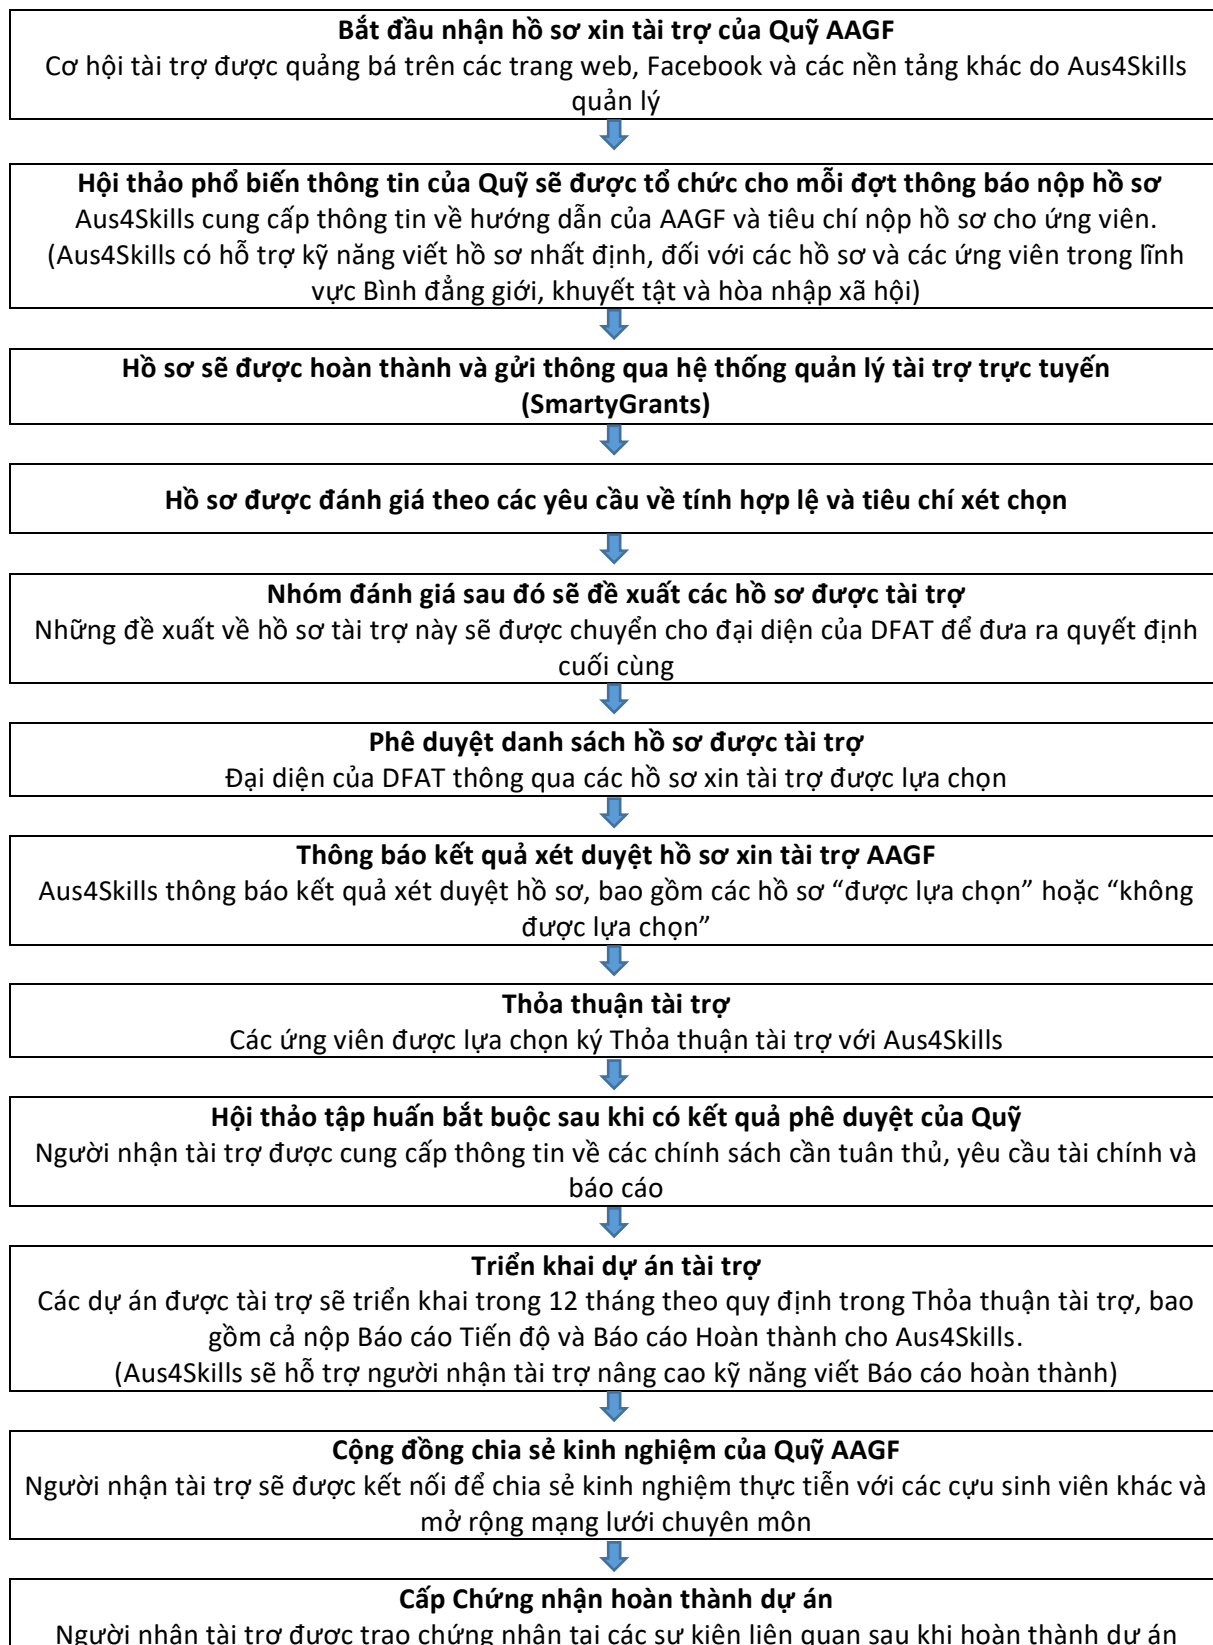 Bắt đầu nhận hồ sơ xin tài trợ của Quỹ AAGF
Cơ hội tài trợ được quảng bá trên các trang web, Facebook và các nền tảng khác do Aus4Skills
quản lý
Hội thảo phổ biến thông tin của Quỹ sẽ được tổ chức cho mỗi đợt thông báo nộp hồ sơ
Aus4Skills cung cấp thông tin về hướng dẫn của AAGF và tiêu chí nộp hồ sơ cho ứng viên.
(Aus4Skills có hỗ trợ kỹ năng viết hồ sơ nhất định, đối với các hồ sơ và các ứng viên trong lĩnh
vực Bình đẳng giới, khuyết tật và hòa nhập xã hội)
Hồ sơ sẽ được hoàn thành và gửi thông qua hệ thống quản lý tài trợ trực tuyến
(SmartyGrants)
Hồ sơ được đánh giá theo các yêu cầu về tính hợp lệ và tiêu chí xét chọn
Nhóm đánh giá sau đó sẽ đề xuất các hồ sơ được tài trợ
Những đề xuất về hồ sơ tài trợ này sẽ được chuyển cho đại diện của DFAT để đưa ra quyết định
cuối cùng
Phê duyệt danh sách hồ sơ được tài trợ
Đại diện của DFAT thông qua các hồ sơ xin tài trợ được lựa chọn
Thông báo kết quả xét duyệt hồ sơ xin tài trợ AAGF
Aus4Skills thông báo kết quả xét duyệt hồ sơ, bao gồm các hồ sơ “được lựa chọn” hoặc “không
được lựa chọn”
Thỏa thuận tài trợ
Các ứng viên được lựa chọn ký Thỏa thuận tài trợ với Aus4Skills
Hội thảo tập huấn bắt buộc sau khi có kết quả phê duyệt của Quỹ
Người nhận tài trợ được cung cấp thông tin về các chính sách cần tuân thủ, yêu cầu tài chính và
báo cáo
Triển khai dự án tài trợ
Các dự án được tài trợ sẽ triển khai trong 12 tháng theo quy định trong Thỏa thuận tài trợ, bao
gồm cả nộp Báo cáo Tiến độ và Báo cáo Hoàn thành cho Aus4Skills.
(Aus4Skills sẽ hỗ trợ người nhận tài trợ nâng cao kỹ năng viết Báo cáo hoàn thành)
Cộng đồng chia sẻ kinh nghiệm của Quỹ AAGF
Người nhận tài trợ sẽ được kết nối để chia sẻ kinh nghiệm thực tiễn với các cựu sinh viên khác và
mở rộng mạng lưới chuyên môn
Cấp Chứng nhận hoàn thành dự án
Người nhận tài trợ được trao chứng nhận tại các sự kiện liên quan sau khi hoàn thành dự án